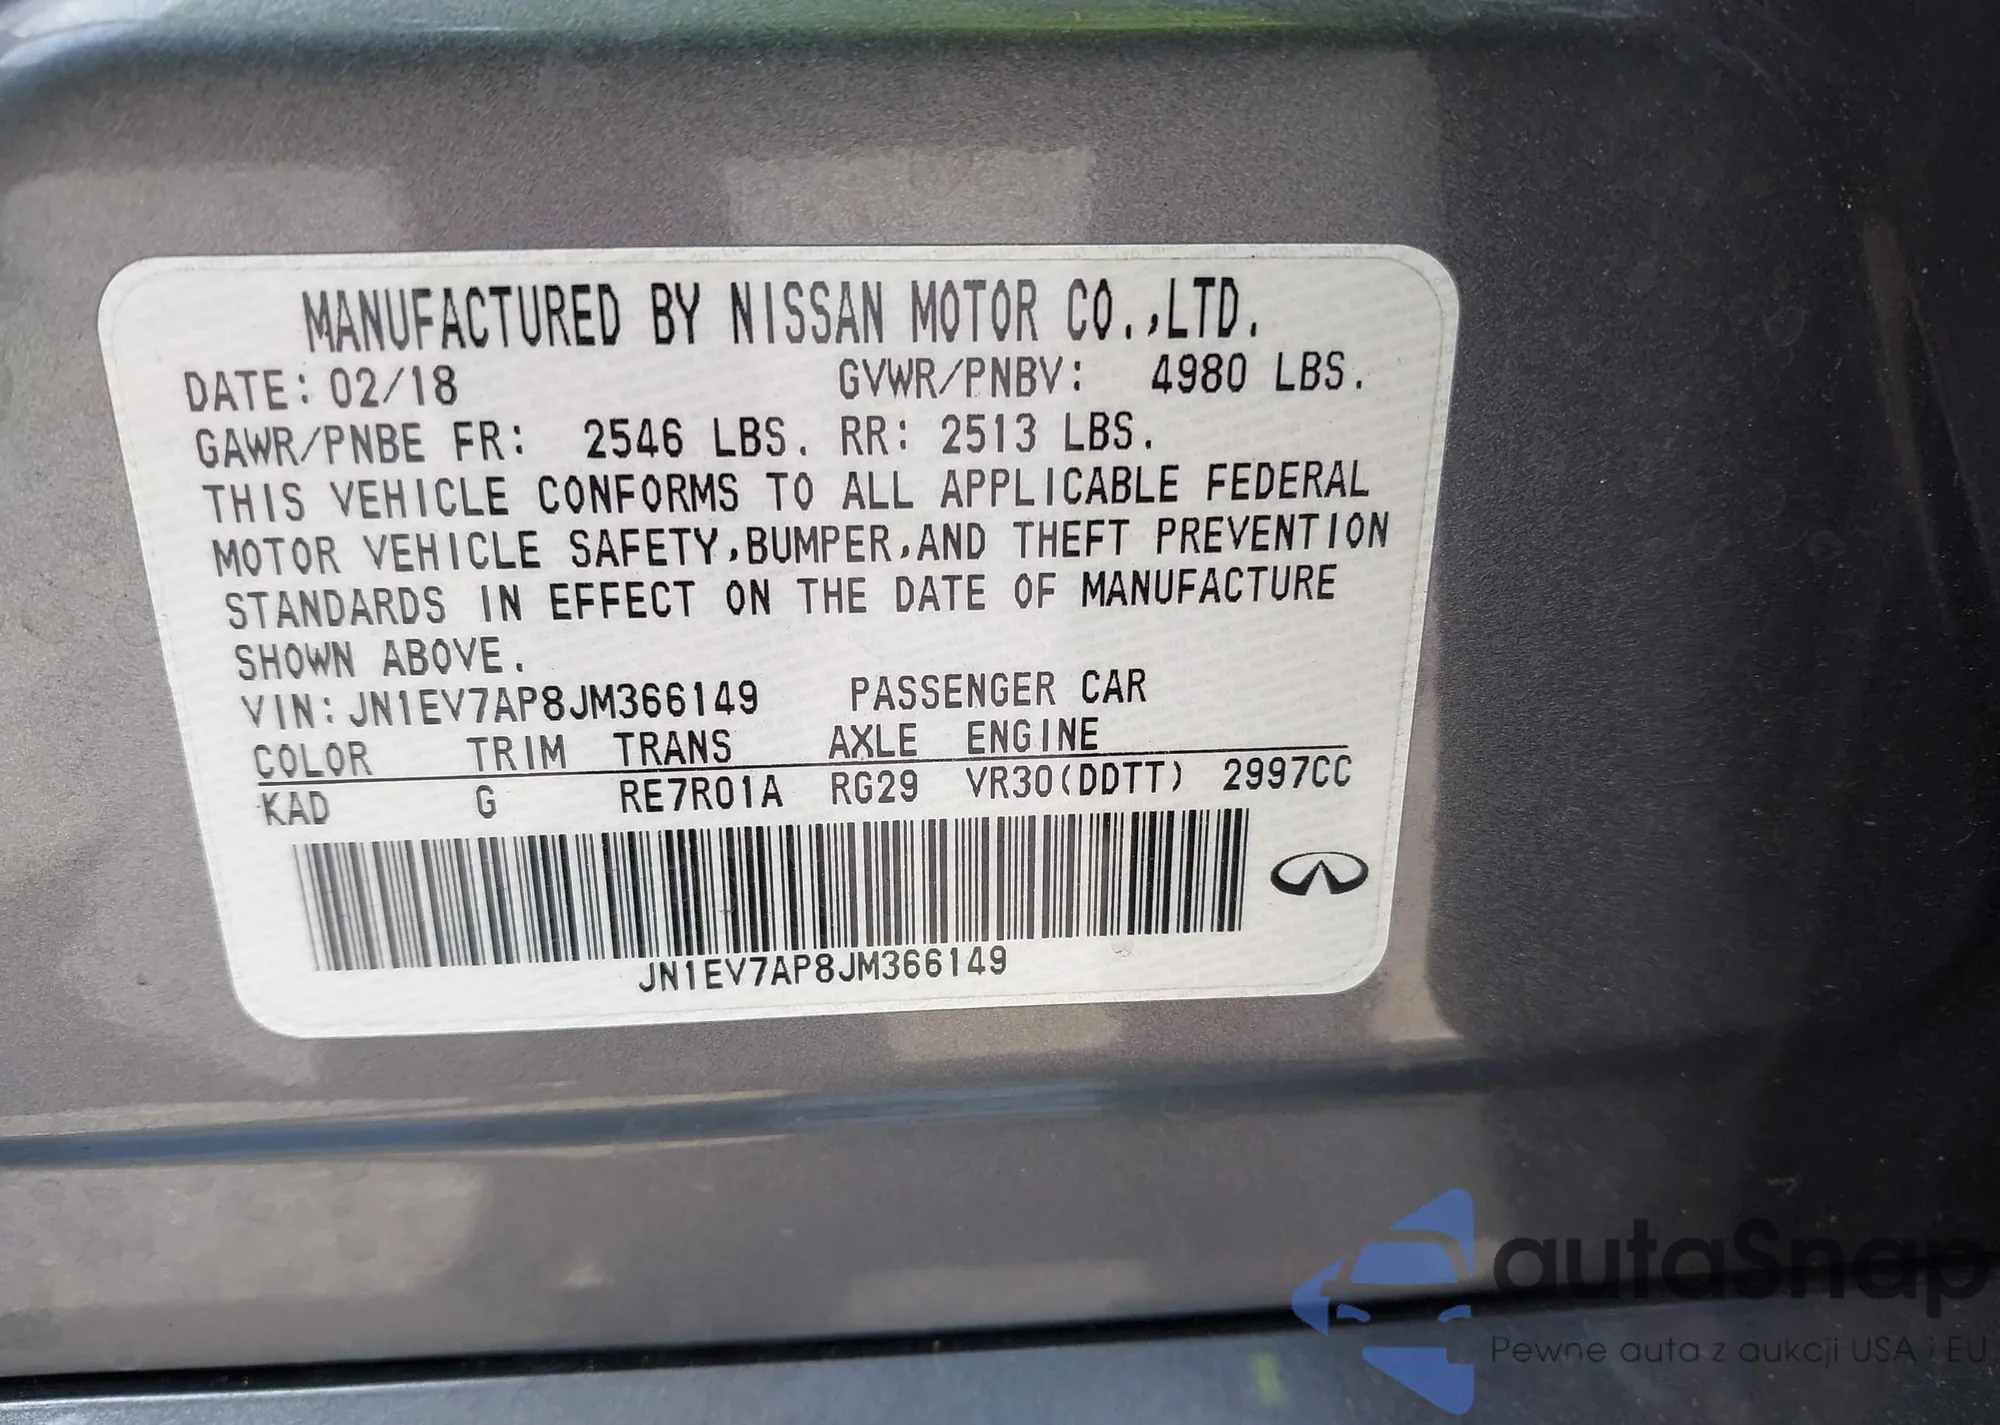 MANUFACTURED BY NISSAN MOTOR CO.,LTD.
DATE: 02/18 GVWR/PNBV: 4980 LBS.
GAWR/PNBE FR: 2546 LBS. RR: 2513 LBS.
THIS VEHICLE CONFORMS TO ALL APPLICABLE FEDERAL
MOTOR VEHICLE SAFETY,BUMPER,AND THEFT PREVENTION
STANDARDS IN EFFECT ON THE DATE OF MANUFACTURE
SHOWN ABOVE.
VIN: JN1EV7AP8JM366149 PASSENGER CAR
COLOR TRIM TRANS AXLE ENGINE
KAD G RE7R01A RG29 VR30(DDTT) 2997CC
JN1EV7AP8JM366149
autaSnap
Pewne auta z aukcji USA i EU